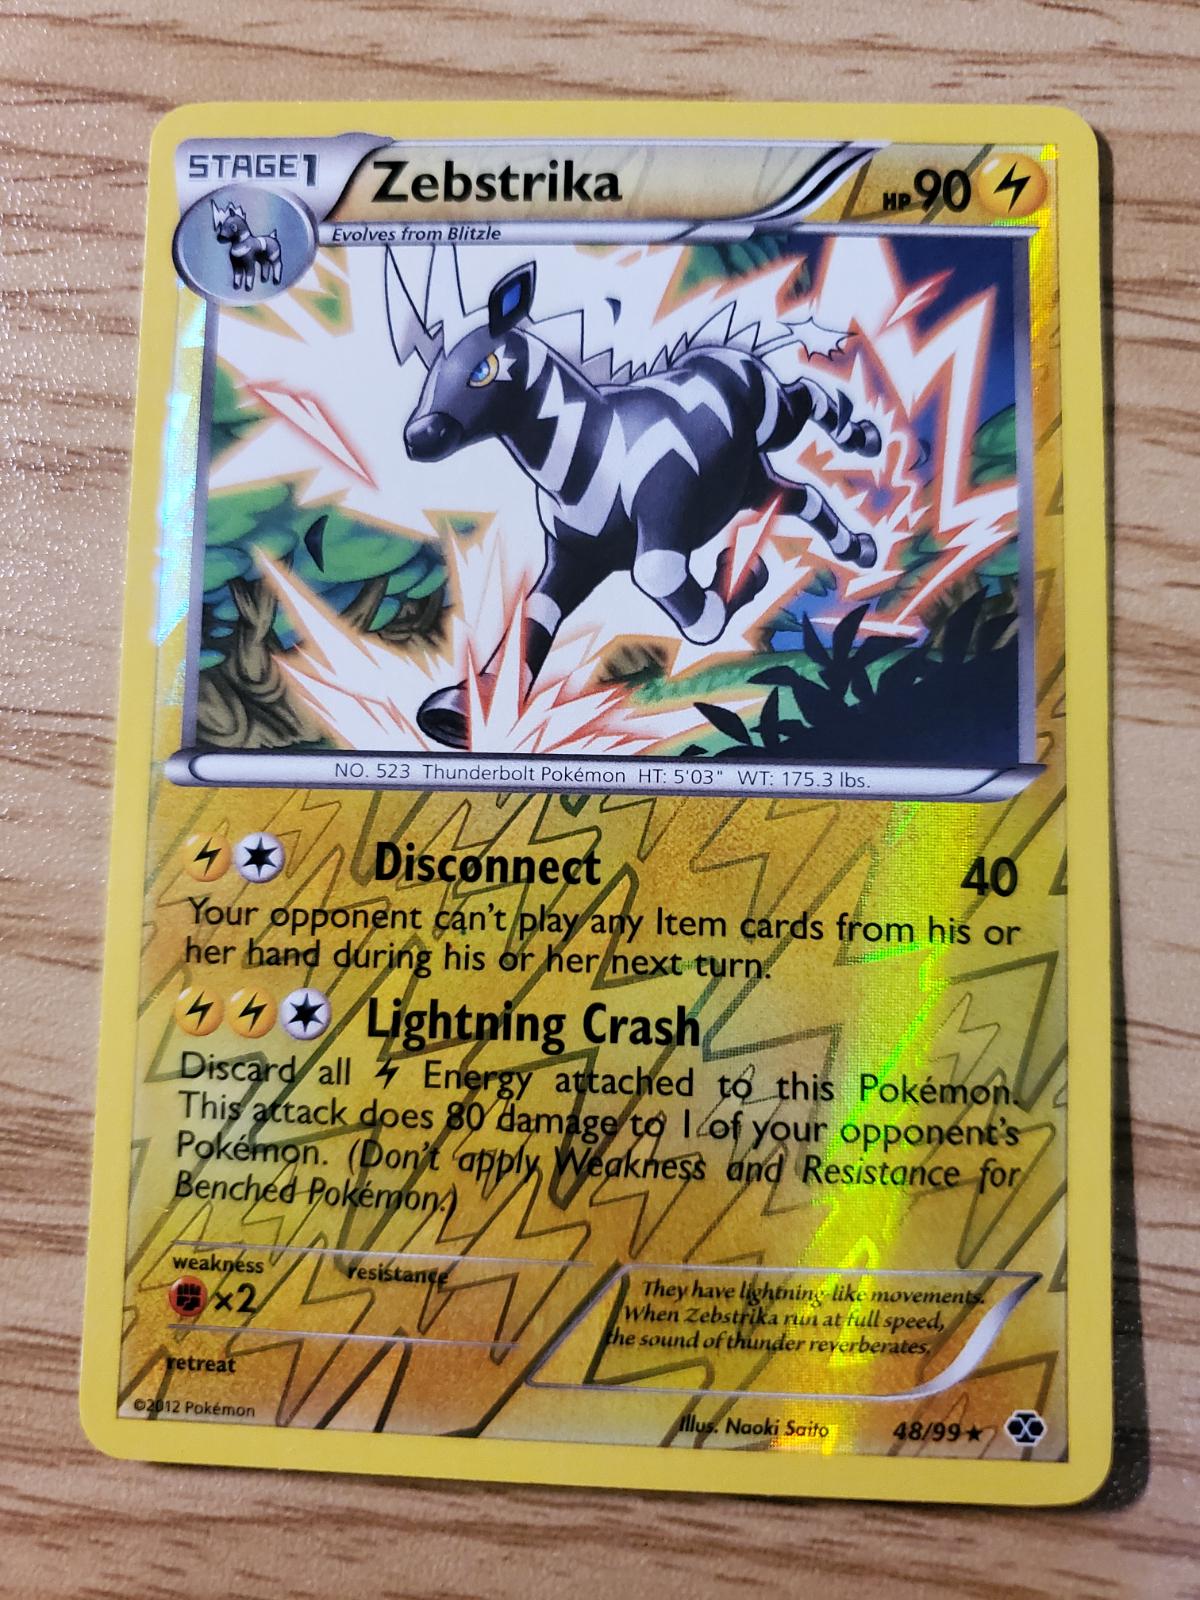 STAGE1 Zebstrika HP90
Evolves from Blitzle
NO. 523 Thunderbolt Pokémon HT: 5'03" WT: 175.3 lbs.
Disconnect 40
Your opponent can't play any Item cards from his or
her hand during his or her next turn.
Lightning Crash
Discard all Energy attached to this Pokémon.
This attack does 80 damage to 1 of your opponent's
Pokémon. (Don't apply Weakness and Resistance for
Benched Pokémon.)
weakness resistance
×2
retreat
They have lightning-like movements.
When Zebstrika run at full speed,
the sound of thunder reverberates.
©2012 Pokémon Illus. Naoki Saito 48/99★